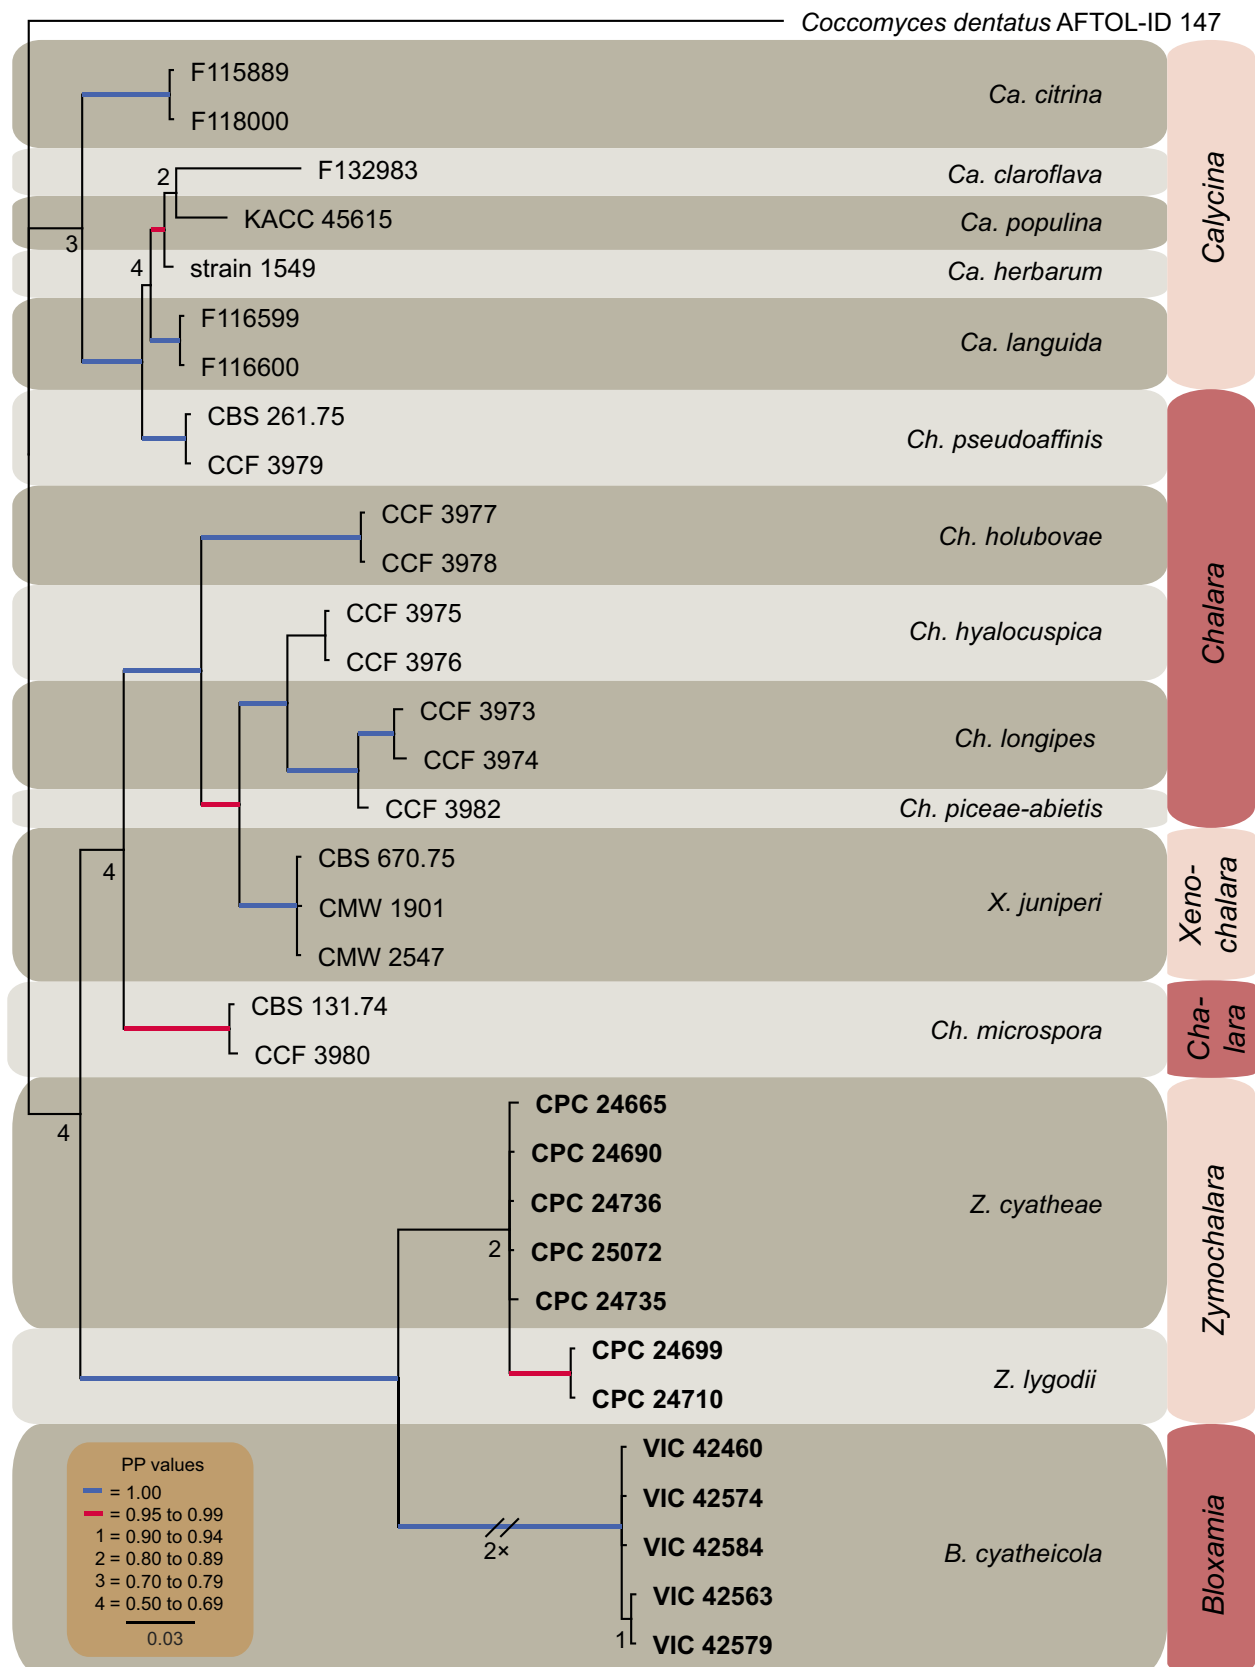 Coccomyces dentatus AFTOL-ID 147
F115889
F118000
Ca. citrina
F132983
Ca. claroflava
2
KACC 45615
Ca. populina
3
4
strain 1549
Ca. herbarum
F116599
F116600
Ca. languida
Calycina
CBS 261.75
CCF 3979
Ch. pseudoaffinis
CCF 3977
CCF 3978
Ch. holubovae
CCF 3975
CCF 3976
Ch. hyalocuspica
CCF 3973
CCF 3974
Ch. longipes
CCF 3982
Ch. piceae-abietis
Chalara
4
CBS 670.75
CMW 1901
CMW 2547
X. juniperi
Xeno-
chalara
CBS 131.74
CCF 3980
Ch. microspora
Cha-
lara
4
CPC 24665
CPC 24690
CPC 24736
CPC 25072
CPC 24735
2
Z. cyatheae
CPC 24699
CPC 24710
Z. lygodii
Zymochalara
VIC 42460
VIC 42574
VIC 42584
VIC 42563
VIC 42579
2×
1
B. cyatheicola
Bloxamia
PP values
= 1.00
= 0.95 to 0.99
1 = 0.90 to 0.94
2 = 0.80 to 0.89
3 = 0.70 to 0.79
4 = 0.50 to 0.69
0.03